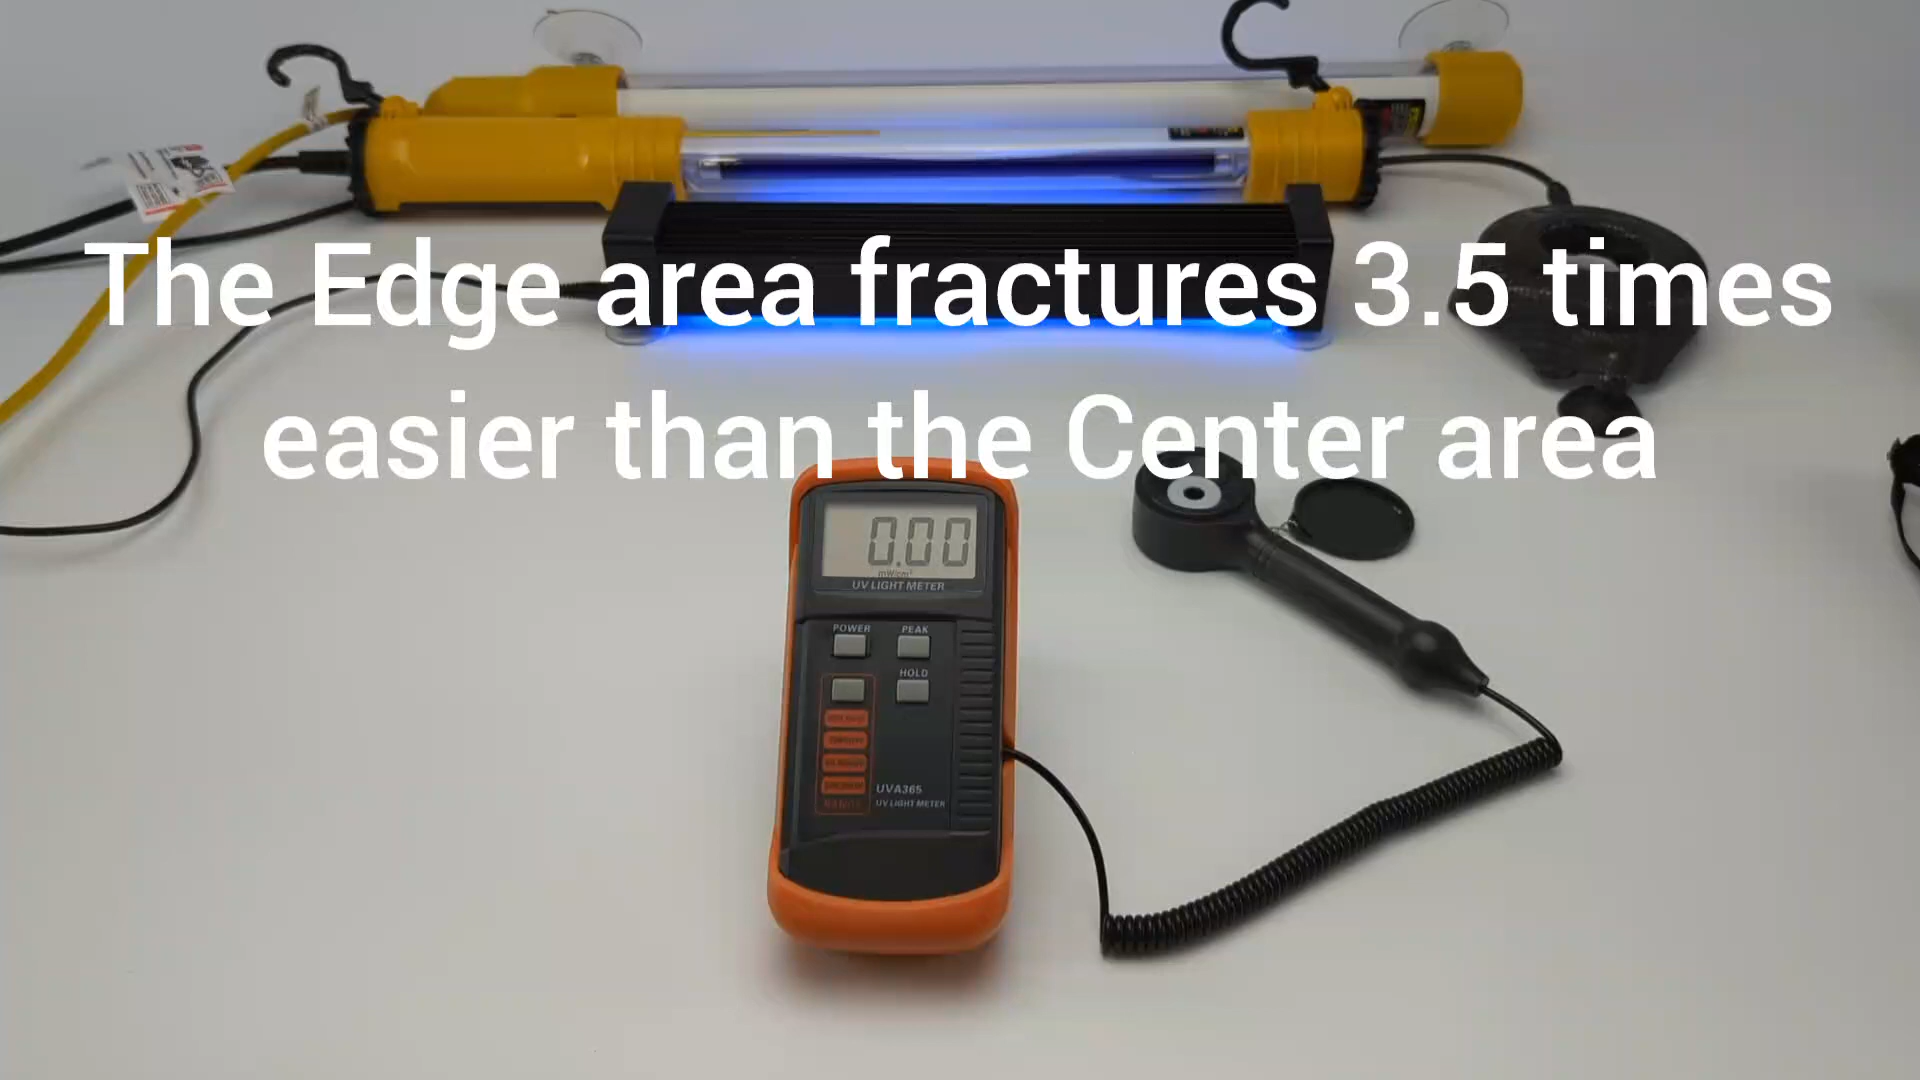 The Edge area fractures 3.5 times
easier than the Center area
0.00
mW/cm²
UV LIGHT METER
POWER PEAK
HOLD
UVA365
UV LIGHT METER